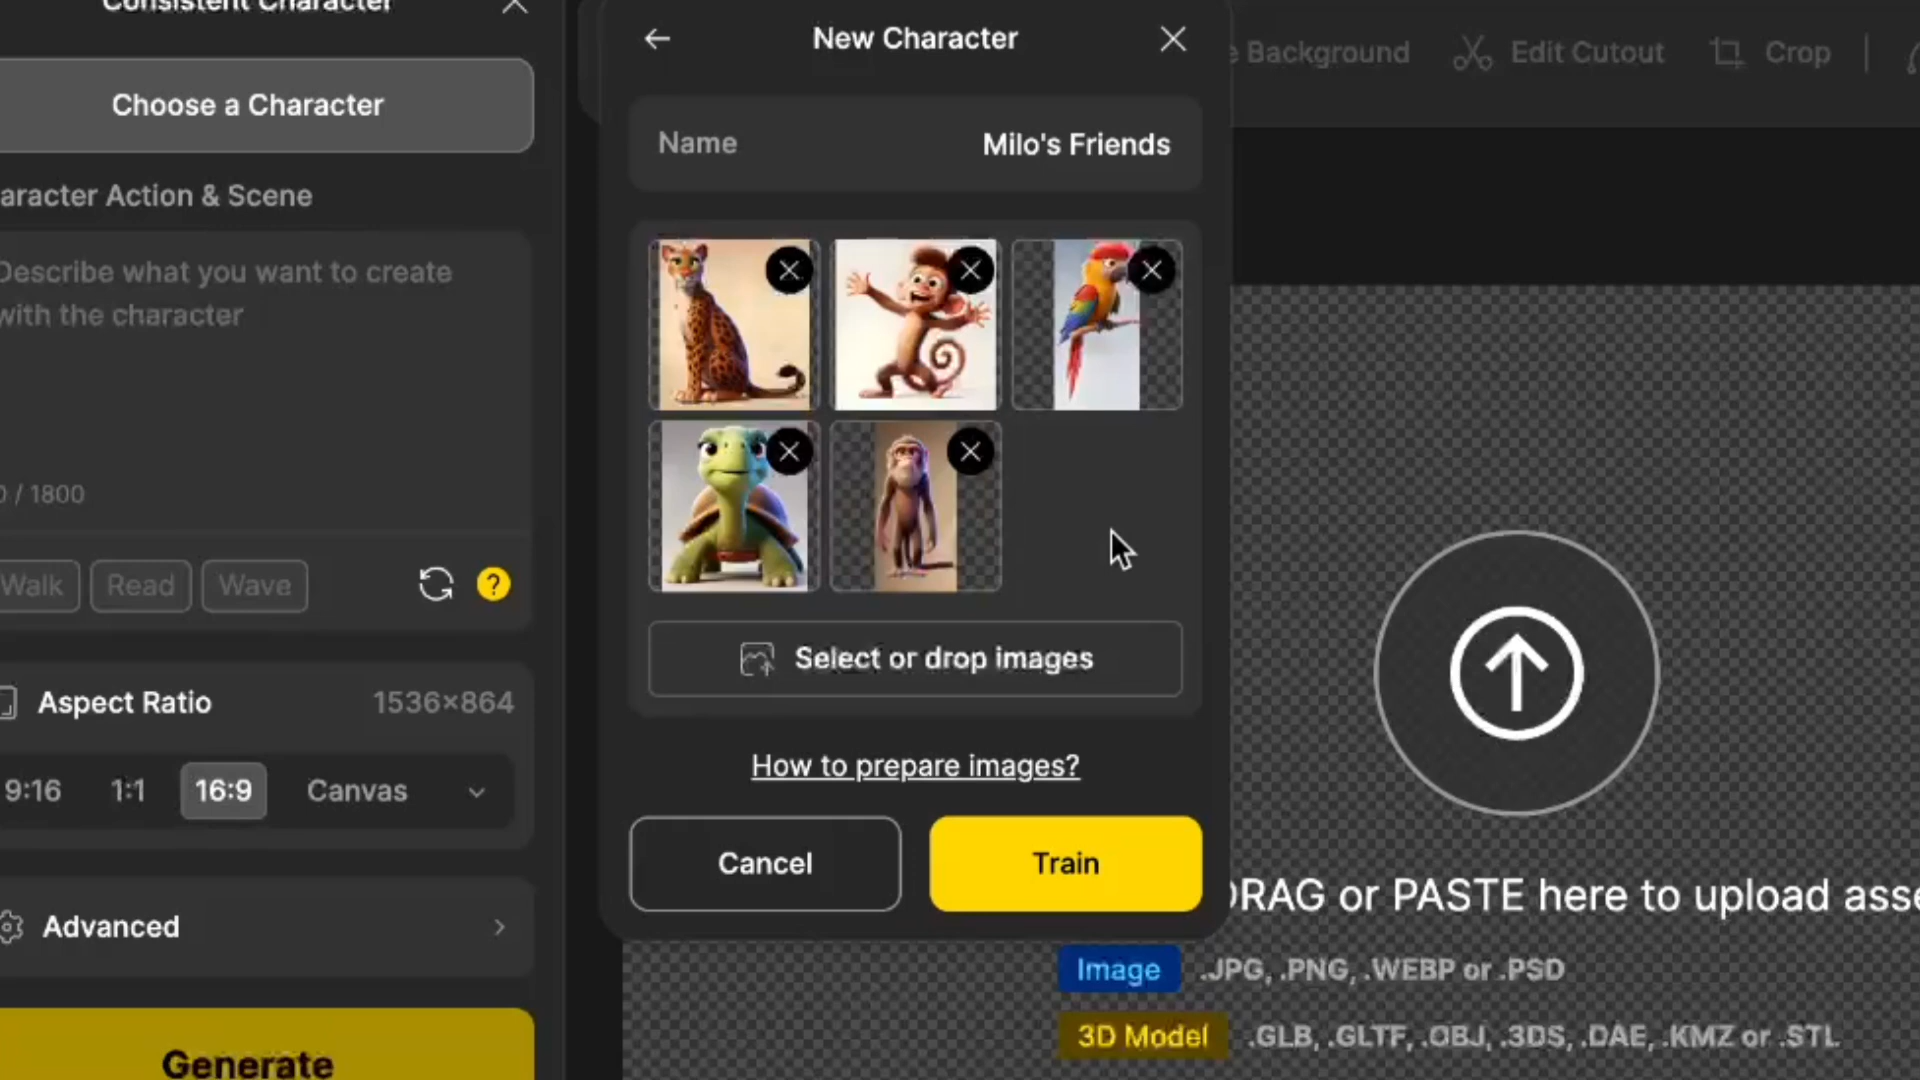 Consistent Character
Choose a Character
aracter Action & Scene
Describe what you want to create
with the character
0 / 1800
Walk
Read
Wave
?
Aspect Ratio
1536×864
9:16
1:1
16:9
Canvas
Advanced
Generate
New Character
Name
Milo's Friends
Select or drop images
How to prepare images?
Cancel
Train
Background
Edit Cutout
Crop
DRAG or PASTE here to upload asse
Image
.JPG, .PNG, .WEBP or .PSD
3D Model
.GLB, .GLTF, .OBJ, .3DS, .DAE, .KMZ or .STL